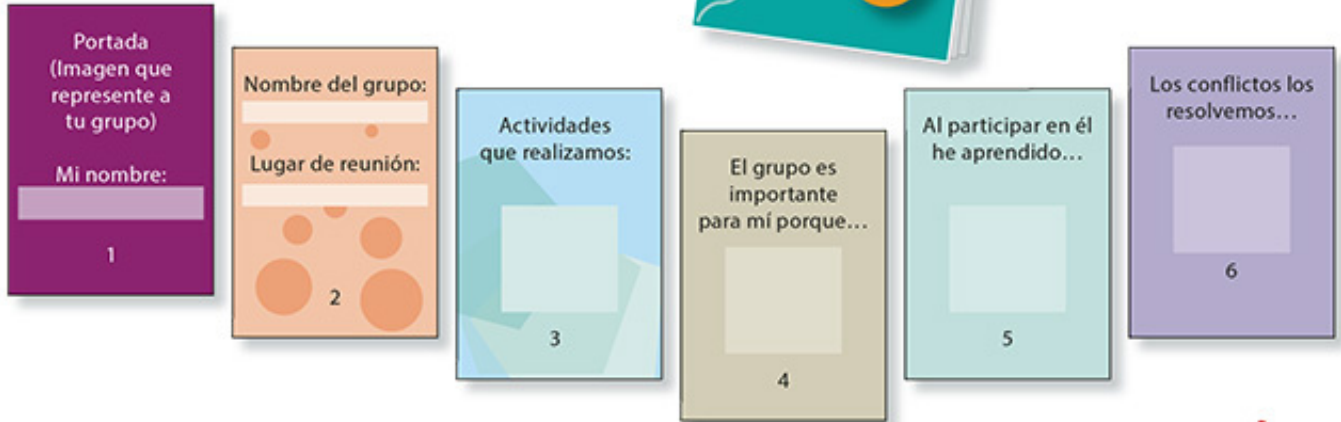 Portada
(Imagen que
represente a
tu grupo)
Mi nombre:
1
Nombre del grupo:
Lugar de reunión:
2
Actividades
que realizamos:
3
El grupo es
importante
para mí porque...
4
Al participar en él
he aprendido...
5
Los conflictos los
resolvemos...
6